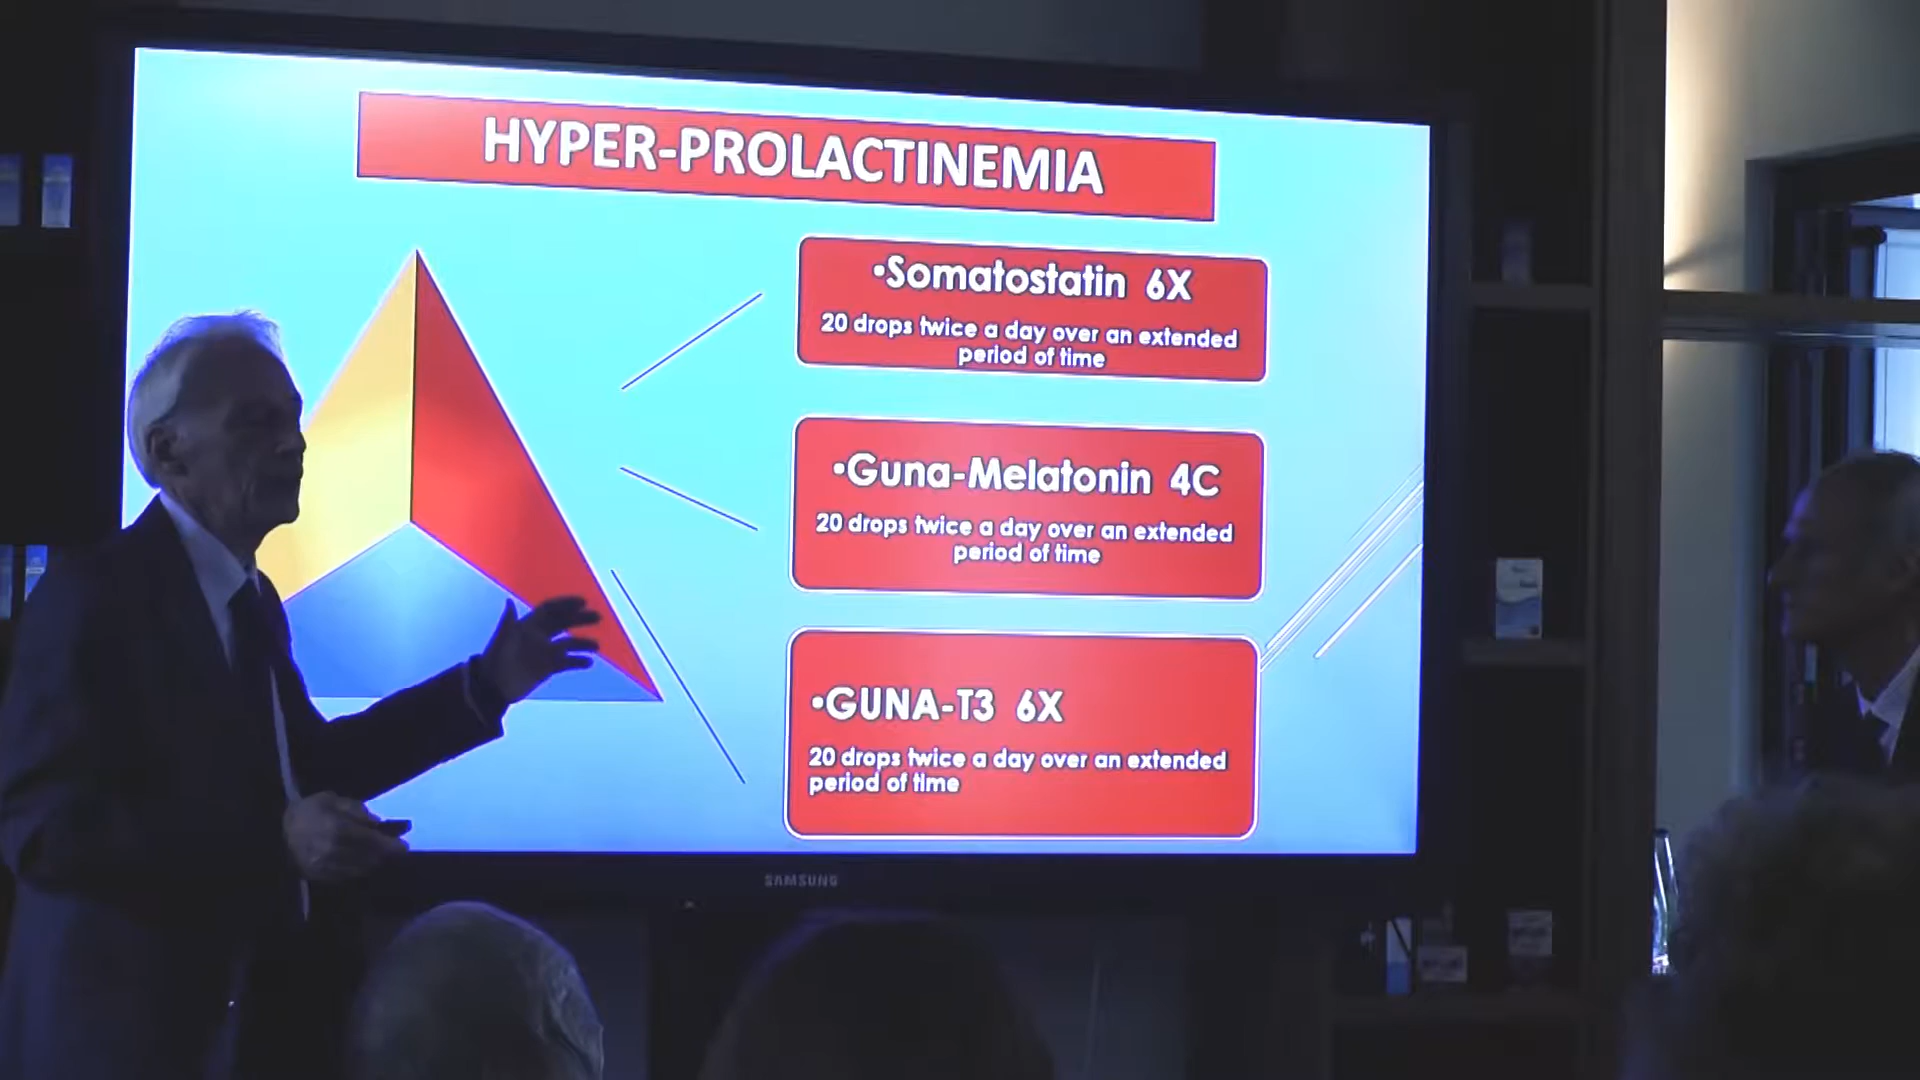 HYPER-PROLACTINEMIA
•Somatostatin 6X
20 drops twice a day over an extended
period of time
•Guna-Melatonin 4C
20 drops twice a day over an extended
period of time
•GUNA-T3 6X
20 drops twice a day over an extended
period of time
SAMSUNG